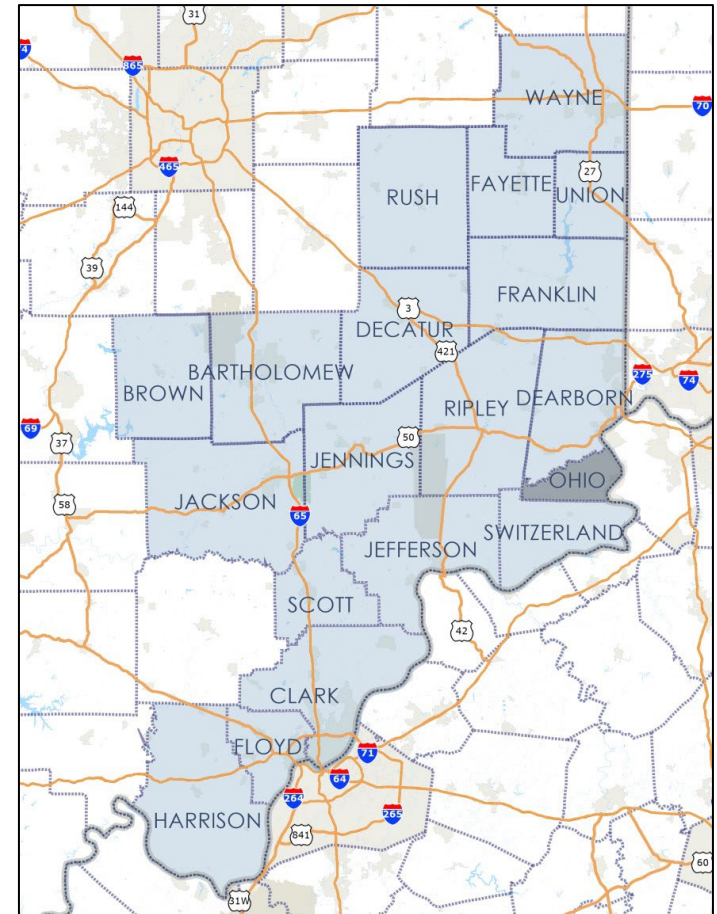 31
4
865
WAYNE
70
465
27
RUSH
FAYETTE
UNION
144
39
FRANKLIN
3
DECATUR
421
BARTHOLOMEW
275
74
BROWN
DEARBORN
RIPLEY
69
37
50
JENNINGS
OHIO
JACKSON
58
65
SWITZERLAND
JEFFERSON
SCOTT
42
CLARK
FLOYD
71
64
264
265
HARRISON
841
60
31W